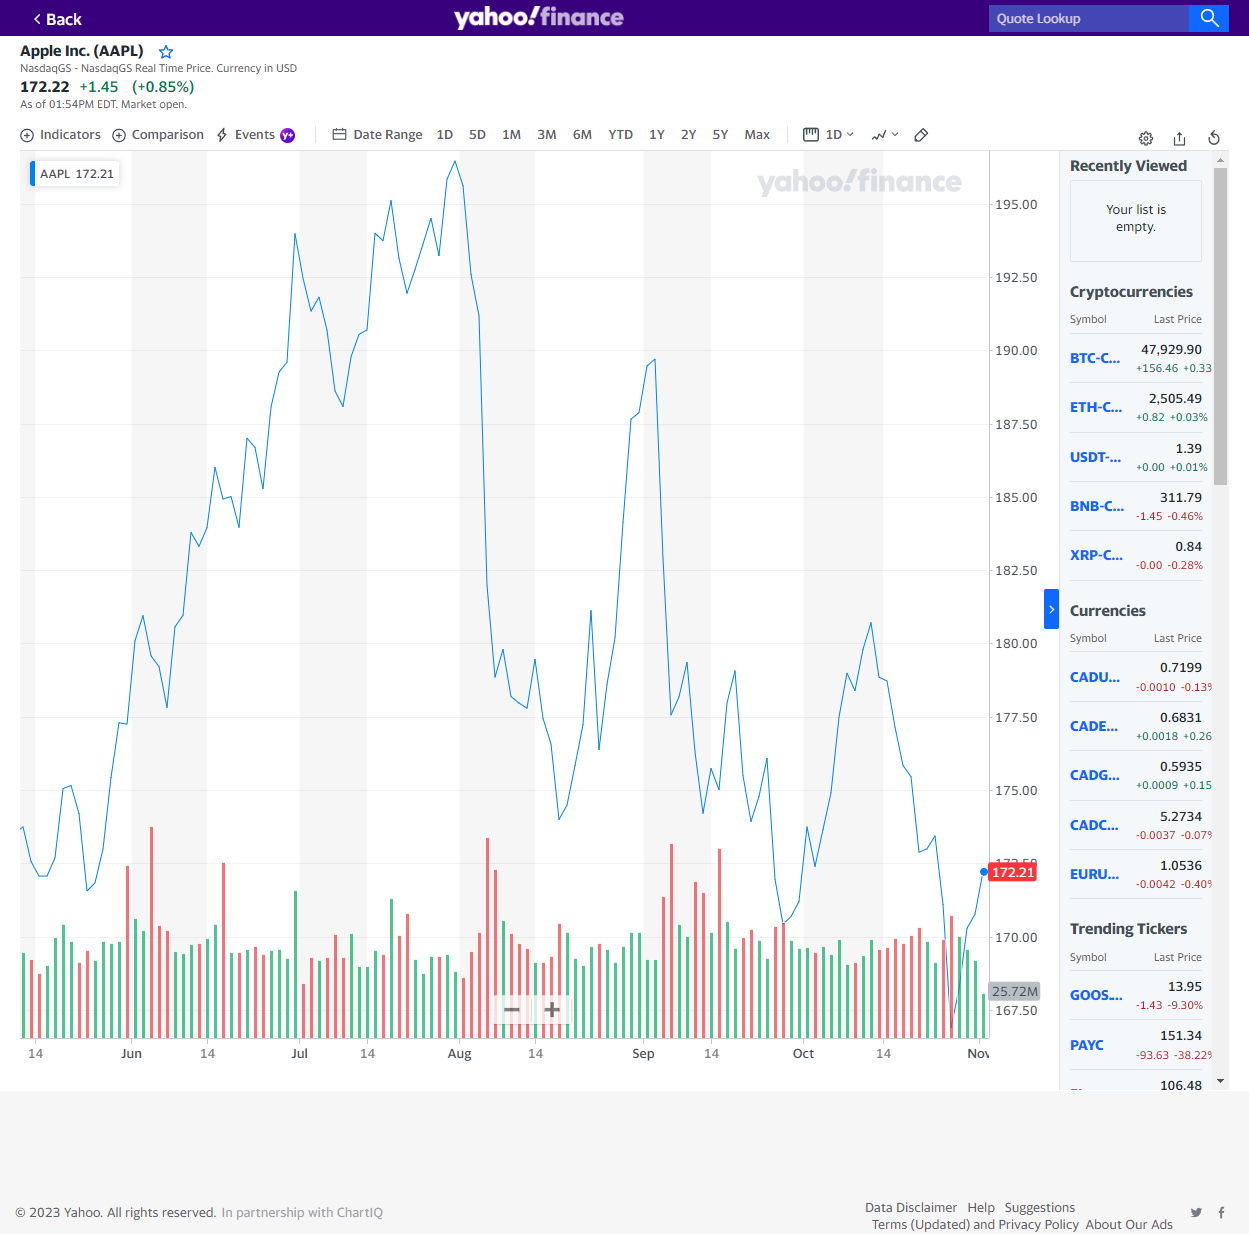 Back
yahoo!finance
Quote Lookup
Apple Inc. (AAPL)
NasdaqGS - NasdaqGS Real Time Price. Currency in USD
172.22 +1.45 (+0.85%)
As of 01:54PM EDT. Market open.
Indicators Comparison Events y+ Date Range 1D 5D 1M 3M 6M YTD 1Y 2Y 5Y Max 1D
AAPL 172.21
yahoo!finance
195.00
192.50
190.00
187.50
185.00
182.50
180.00
177.50
175.00
172.50
172.21
170.00
25.72M
167.50
14 Jun 14 Jul 14 Aug 14 Sep 14 Oct 14 Nov
Recently Viewed
Your list is
empty.
Cryptocurrencies
Symbol Last Price
BTC-C... 47,929.90
+156.46 +0.33
ETH-C... 2,505.49
+0.82 +0.03%
USDT-... 1.39
+0.00 +0.01%
BNB-C... 311.79
-1.45 -0.46%
XRP-C... 0.84
-0.00 -0.28%
Currencies
Symbol Last Price
CADU... 0.7199
-0.0010 -0.13%
CADE... 0.6831
+0.0018 +0.26
CADG... 0.5935
+0.0009 +0.15
CADC... 5.2734
-0.0037 -0.07%
EURU... 1.0536
-0.0042 -0.40%
Trending Tickers
Symbol Last Price
GOOS.... 13.95
-1.43 -9.30%
PAYC 151.34
-93.63 -38.22%
106.48
© 2023 Yahoo. All rights reserved. In partnership with ChartIQ
Data Disclaimer Help Suggestions
Terms (Updated) and Privacy Policy About Our Ads